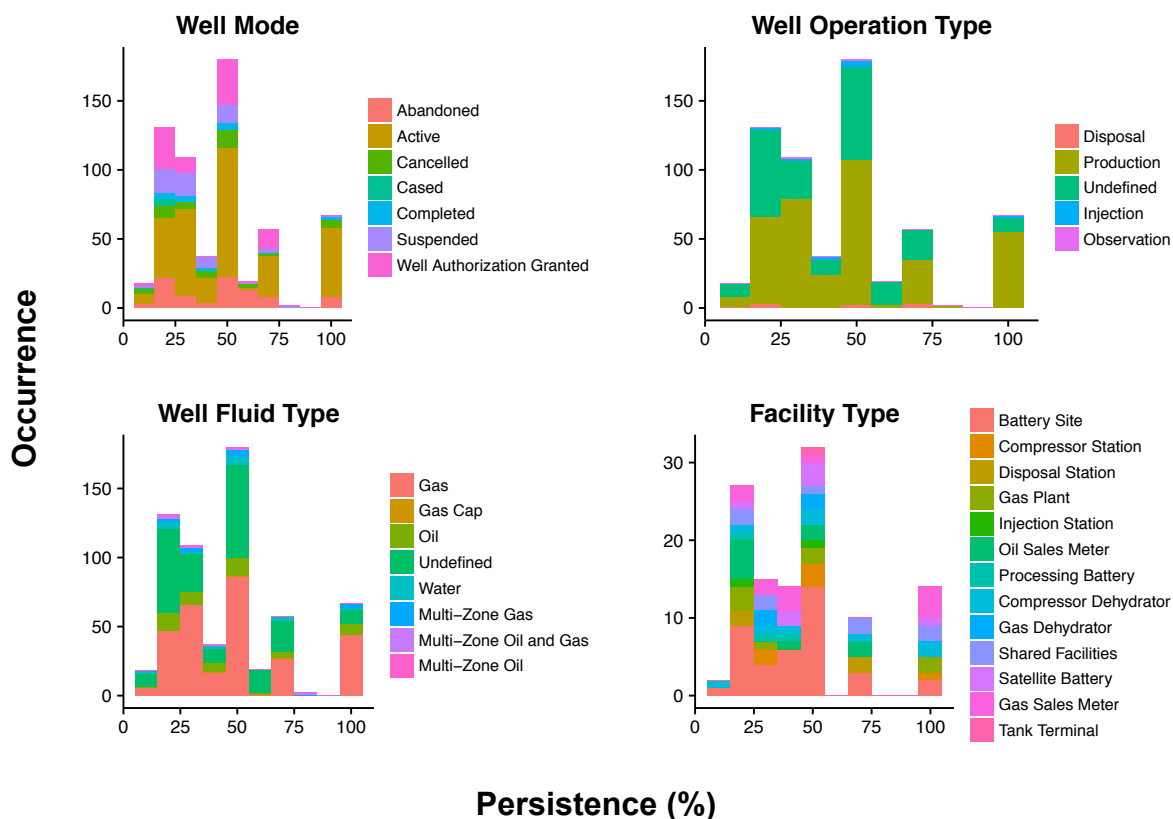 Well Mode
Well Operation Type
150
100
50
0
0
25
50
75
100
Abandoned
Active
Cancelled
Cased
Completed
Suspended
Well Authorization Granted
150
100
50
0
0
25
50
75
100
Disposal
Production
Undefined
Injection
Observation
Occurrence
Well Fluid Type
Facility Type
150
100
50
0
0
25
50
75
100
Gas
Gas Cap
Oil
Undefined
Water
Multi−Zone Gas
Multi−Zone Oil and Gas
Multi−Zone Oil
30
20
10
0
0
25
50
75
100
Battery Site
Compressor Station
Disposal Station
Gas Plant
Injection Station
Oil Sales Meter
Processing Battery
Compressor Dehydrator
Gas Dehydrator
Shared Facilities
Satellite Battery
Gas Sales Meter
Tank Terminal
Persistence (%)